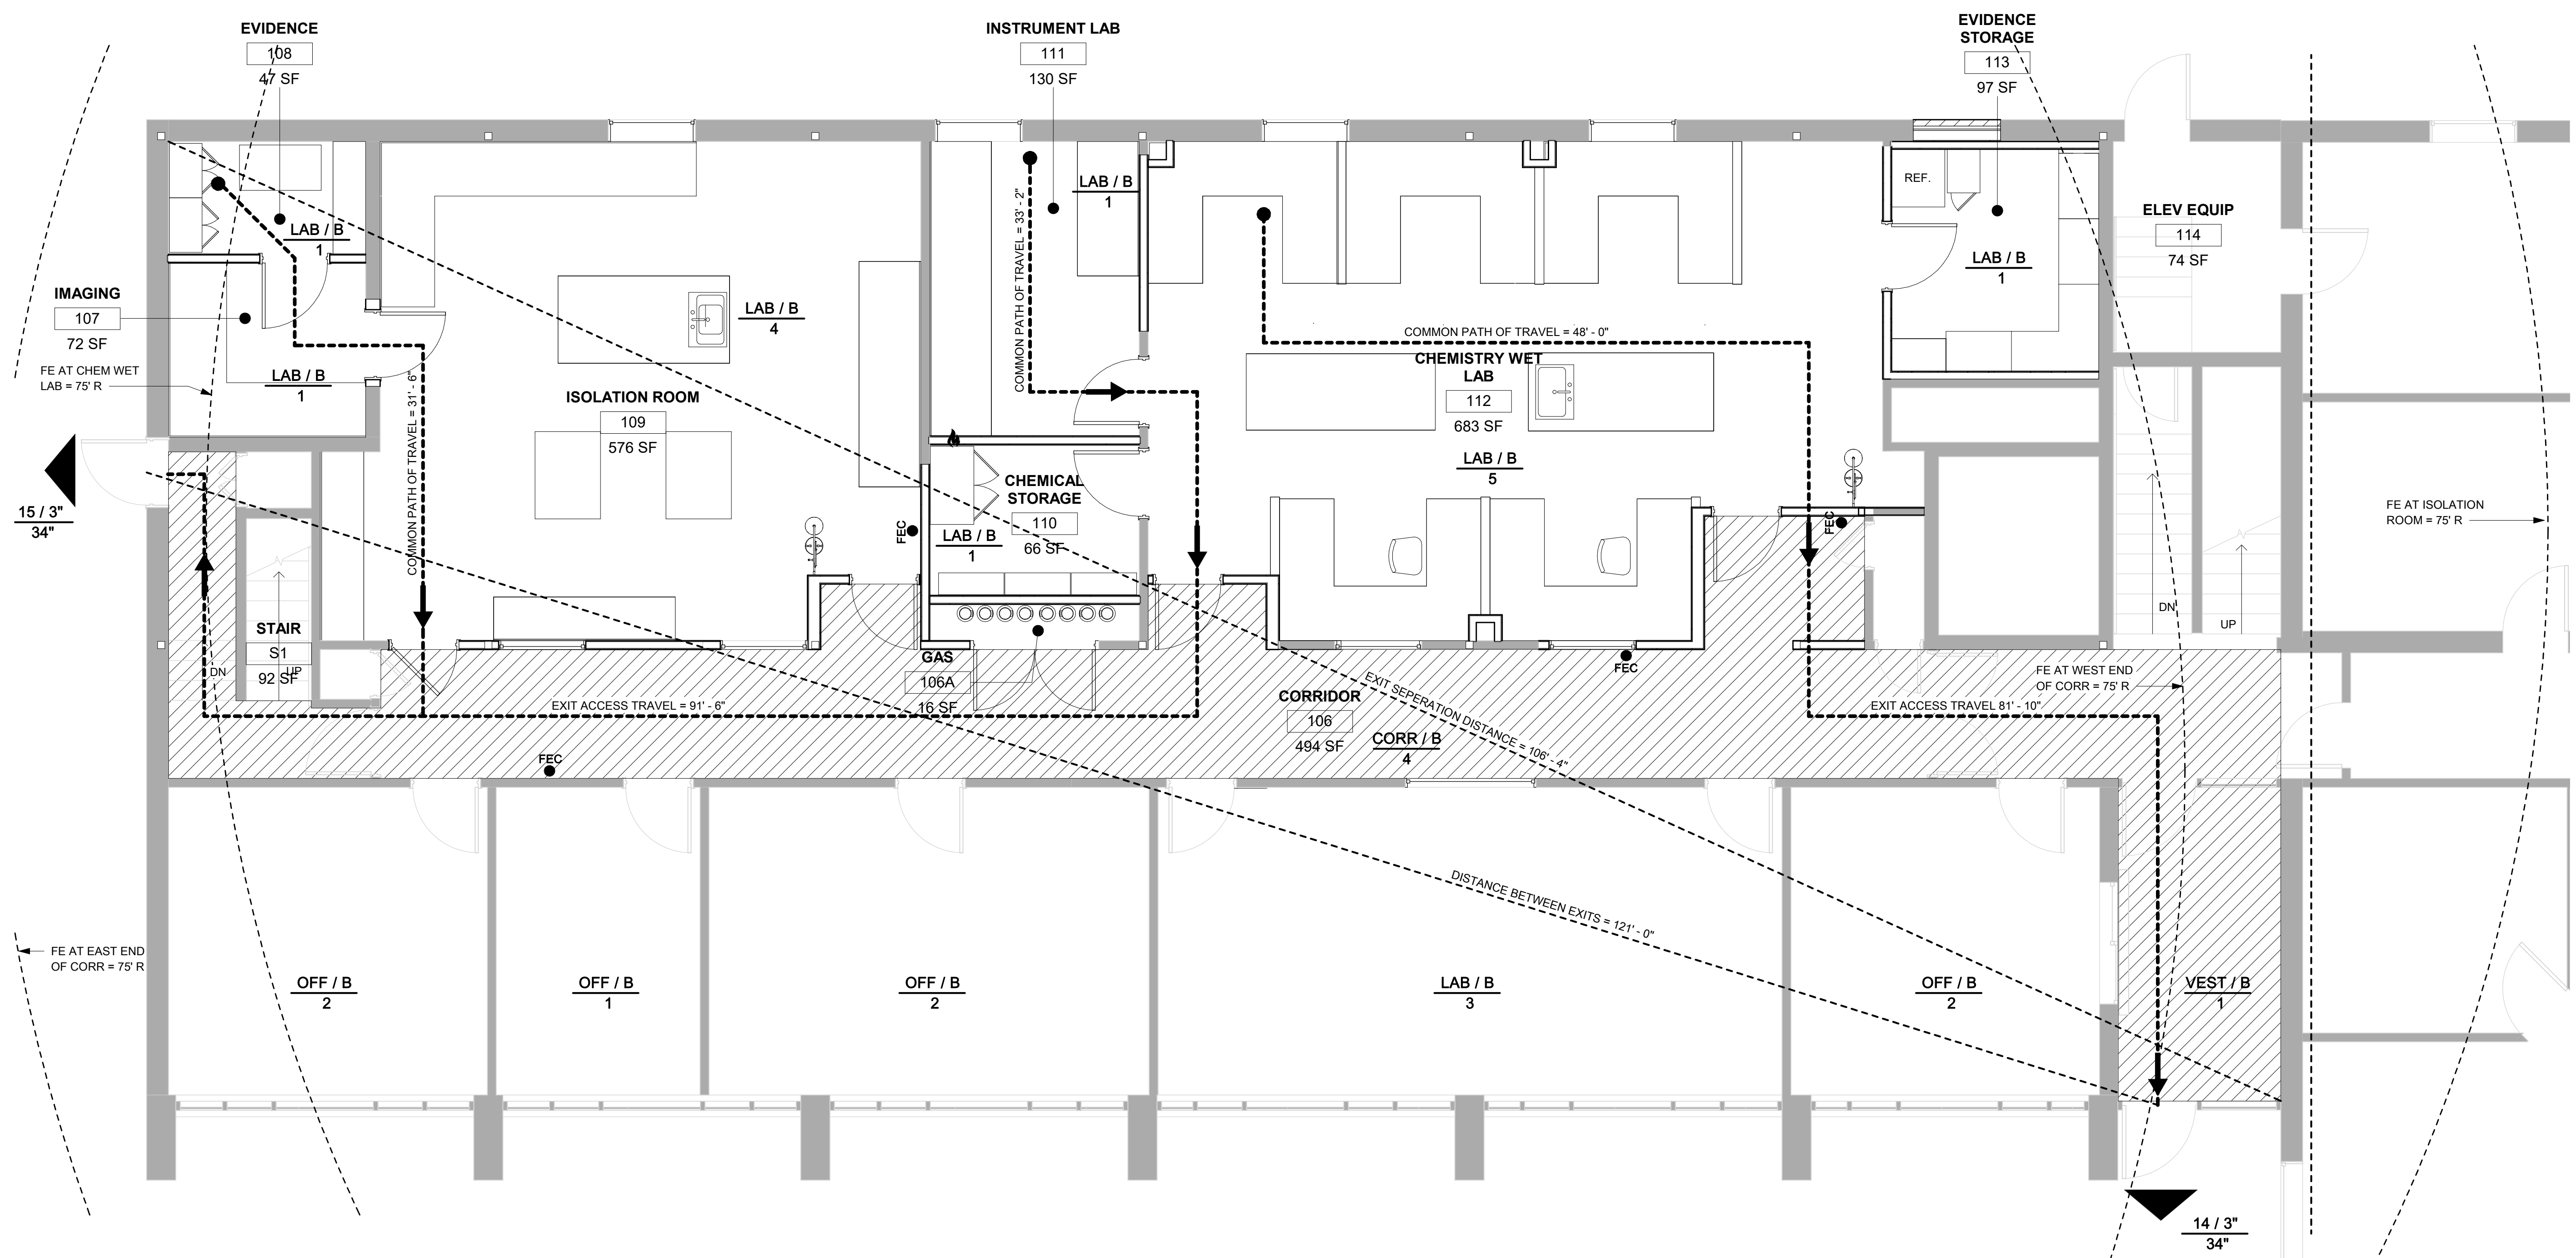 EVIDENCE
108
47 SF
INSTRUMENT LAB
111
130 SF
EVIDENCE
STORAGE
113
97 SF
LAB / B
1
LAB / B
1
COMMON PATH OF TRAVEL = 33' - 2"
REF.
LAB / B
1
ELEV EQUIP
114
74 SF
IMAGING
107
72 SF
FE AT CHEM WET
LAB = 75' R
LAB / B
1
COMMON PATH OF TRAVEL = 31' - 6"
LAB / B
4
ISOLATION ROOM
109
576 SF
COMMON PATH OF TRAVEL = 48' - 0"
CHEMISTRY WET
LAB
112
683 SF
LAB / B
5
15 / 3"
34"
FEC
CHEMICAL
STORAGE
110
66 SF
LAB / B
1
FEC
FE AT ISOLATION
ROOM = 75' R
DN
UP
STAIR
S1
92 SF
DN
UP
GAS
106A
16 SF
FEC
FE AT WEST END
OF CORR = 75' R
EXIT ACCESS TRAVEL = 91' - 6"
CORRIDOR
106
494 SF
CORR / B
4
EXIT SEPERATION DISTANCE = 106' - 4"
EXIT ACCESS TRAVEL 81' - 10"
FEC
DISTANCE BETWEEN EXITS = 121' - 0"
FE AT EAST END
OF CORR = 75' R
OFF / B
2
OFF / B
1
OFF / B
2
LAB / B
3
OFF / B
2
VEST / B
1
14 / 3"
34"